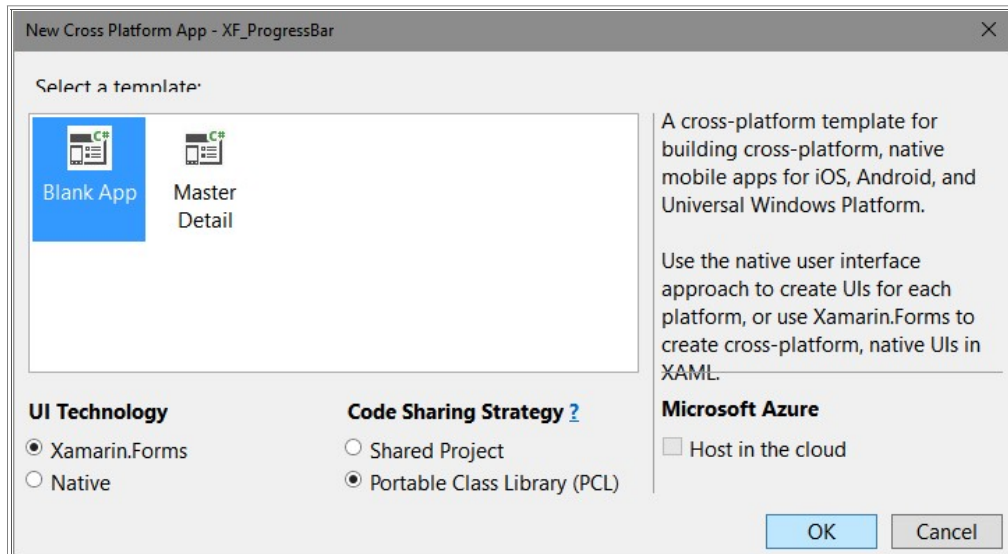 New Cross Platform App - XF_ProgressBar
Select a template:
C#
Blank App
C#
Master
Detail
A cross-platform template for
building cross-platform, native
mobile apps for iOS, Android, and
Universal Windows Platform.
Use the native user interface
approach to create UIs for each
platform, or use Xamarin.Forms to
create cross-platform, native UIs in
XAML.
UI Technology
Xamarin.Forms
Native
Code Sharing Strategy ?
Shared Project
Portable Class Library (PCL)
Microsoft Azure
Host in the cloud
OK
Cancel